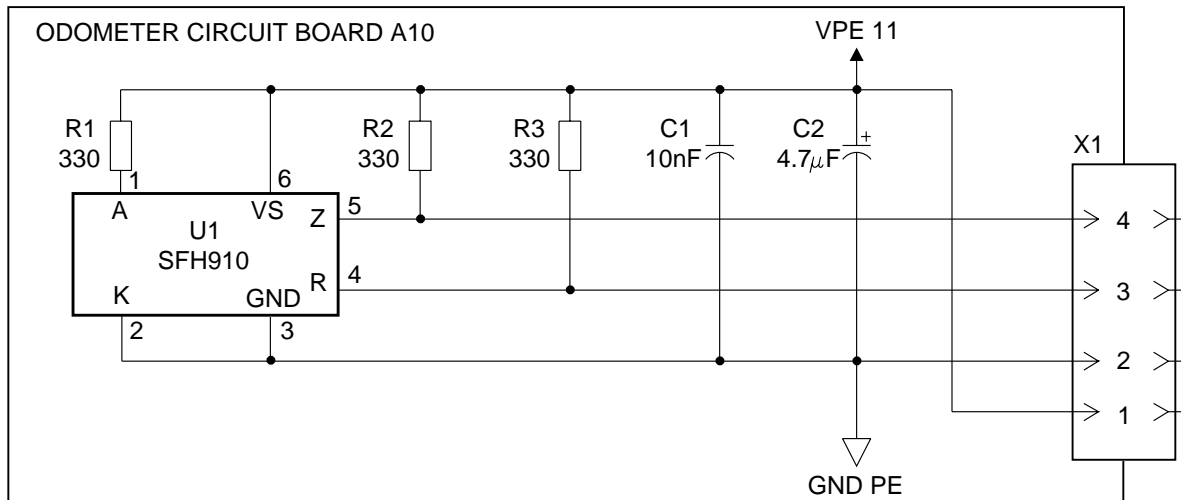 ODOMETER CIRCUIT BOARD A10
VPE 11
R1
330
R2
330
R3
330
C1
10nF
C2
4.7μF
+
X1
1
6
A
VS
Z
5
U1
SFH910
R
4
K
GND
2
3
4
3
2
1
GND PE